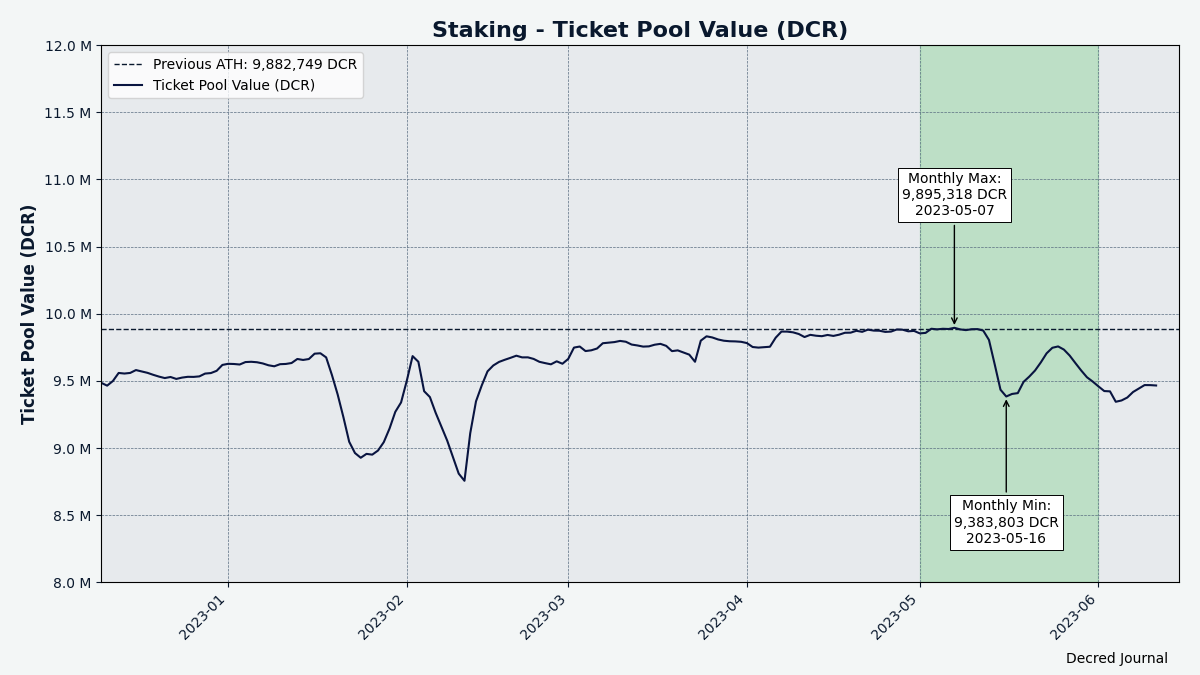 Staking - Ticket Pool Value (DCR)
Previous ATH: 9,882,749 DCR
Ticket Pool Value (DCR)
Ticket Pool Value (DCR)
12.0 M
11.5 M
11.0 M
10.5 M
10.0 M
9.5 M
9.0 M
8.5 M
8.0 M
Monthly Max:
9,895,318 DCR
2023-05-07
Monthly Min:
9,383,803 DCR
2023-05-16
2023-01
2023-02
2023-03
2023-04
2023-05
2023-06
Decred Journal